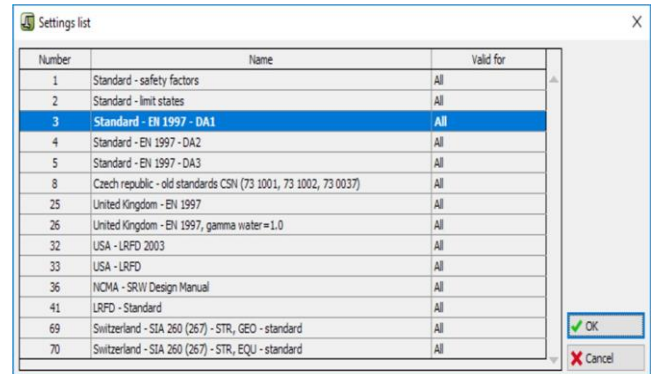 Settings list
Number Name Valid for
1 Standard - safety factors All
2 Standard - limit states All
3 Standard - EN 1997 - DA1 All
4 Standard - EN 1997 - DA2 All
5 Standard - EN 1997 - DA3 All
8 Czech republic - old standards CSN (73 1001, 73 1002, 73 0037) All
25 United Kingdom - EN 1997 All
26 United Kingdom - EN 1997, gamma water=1.0 All
32 USA - LRFD 2003 All
33 USA - LRFD All
36 NCMA - SRW Design Manual All
41 LRFD - Standard All
69 Switzerland - SIA 260 (267) - STR, GEO - standard All
70 Switzerland - SIA 260 (267) - STR, EQU - standard All
OK
Cancel